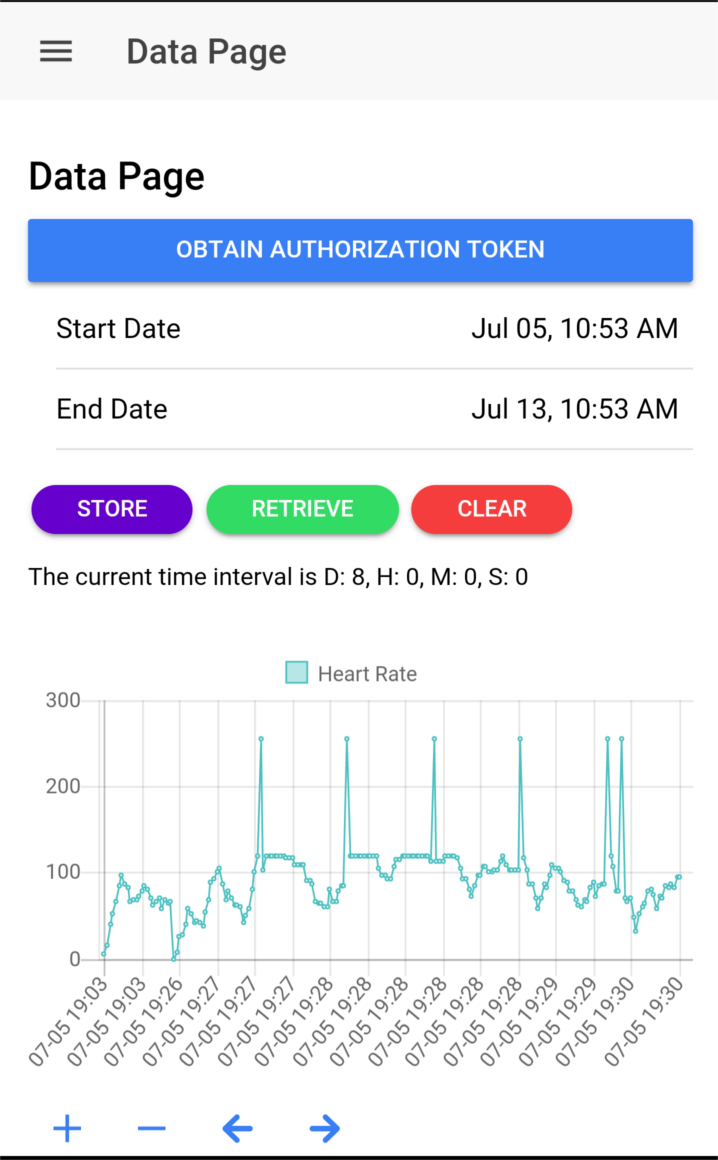 Data Page
Data Page
OBTAIN AUTHORIZATION TOKEN
Start Date Jul 05, 10:53 AM
End Date Jul 13, 10:53 AM
STORE RETRIEVE CLEAR
The current time interval is D: 8, H: 0, M: 0, S: 0
Heart Rate
300
200
100
0
07-05 19:03 07-05 19:03 07-05 19:26 07-05 19:27 07-05 19:27 07-05 19:27 07-05 19:28 07-05 19:28 07-05 19:28 07-05 19:28 07-05 19:28 07-05 19:28 07-05 19:29 07-05 19:29 07-05 19:30 07-05 19:30